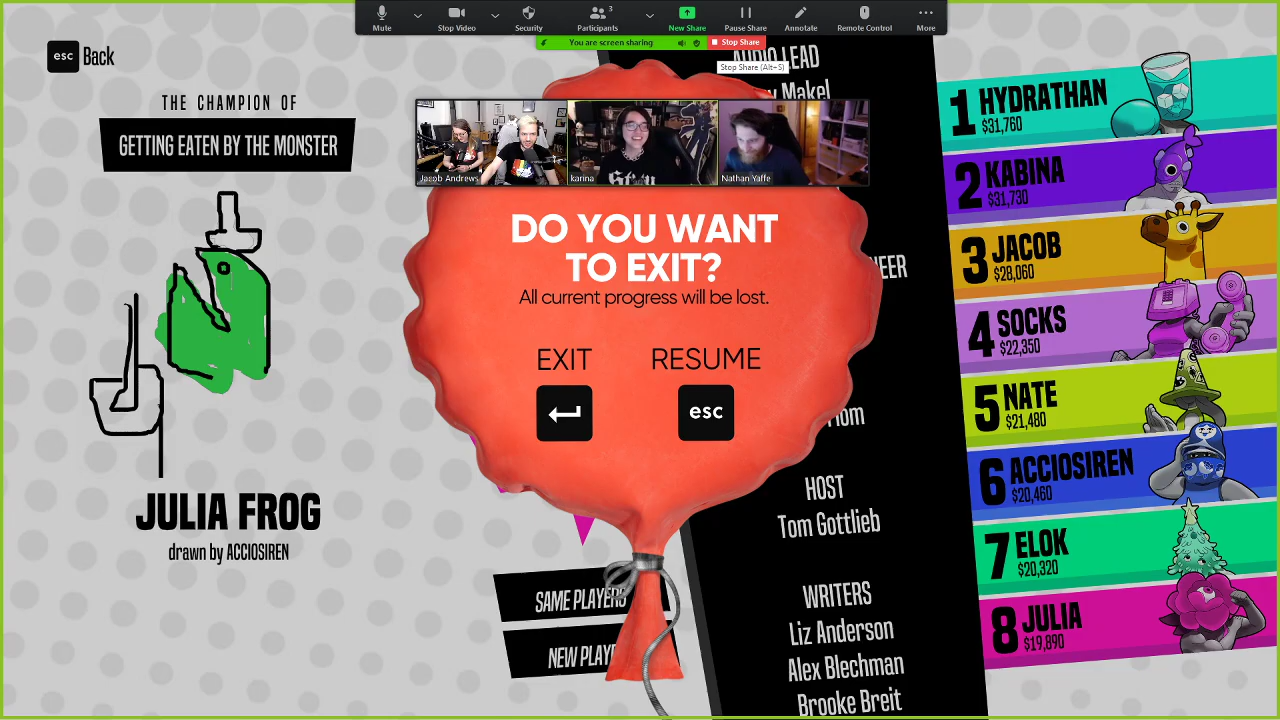 Mute
Stop Video
Security
Participants
3
New Share
Pause Share
Annotate
Remote Control
More
You are screen sharing
Stop Share
Stop Share (Alt+S)
esc Back
THE CHAMPION OF
GETTING EATEN BY THE MONSTER
JULIA FROG
drawn by ACCIOSIREN
Jacob Andrews
karina
Nathan Yaffe
DO YOU WANT
TO EXIT?
All current progress will be lost.
EXIT
RESUME
esc
SAME PLAYERS
LEAD
Makel
HOST
Tom Gottlieb
WRITERS
Liz Anderson
Alex Blechman
Brooke Breit
1 HYDRATHAN
$31,760
2 KABINA
$31,730
3 JACOB
$28,060
4 SOCKS
$22,350
5 NATE
$21,480
6 ACCIOSIREN
$20,460
7 ELOK
$20,320
8 JULIA
$19,890